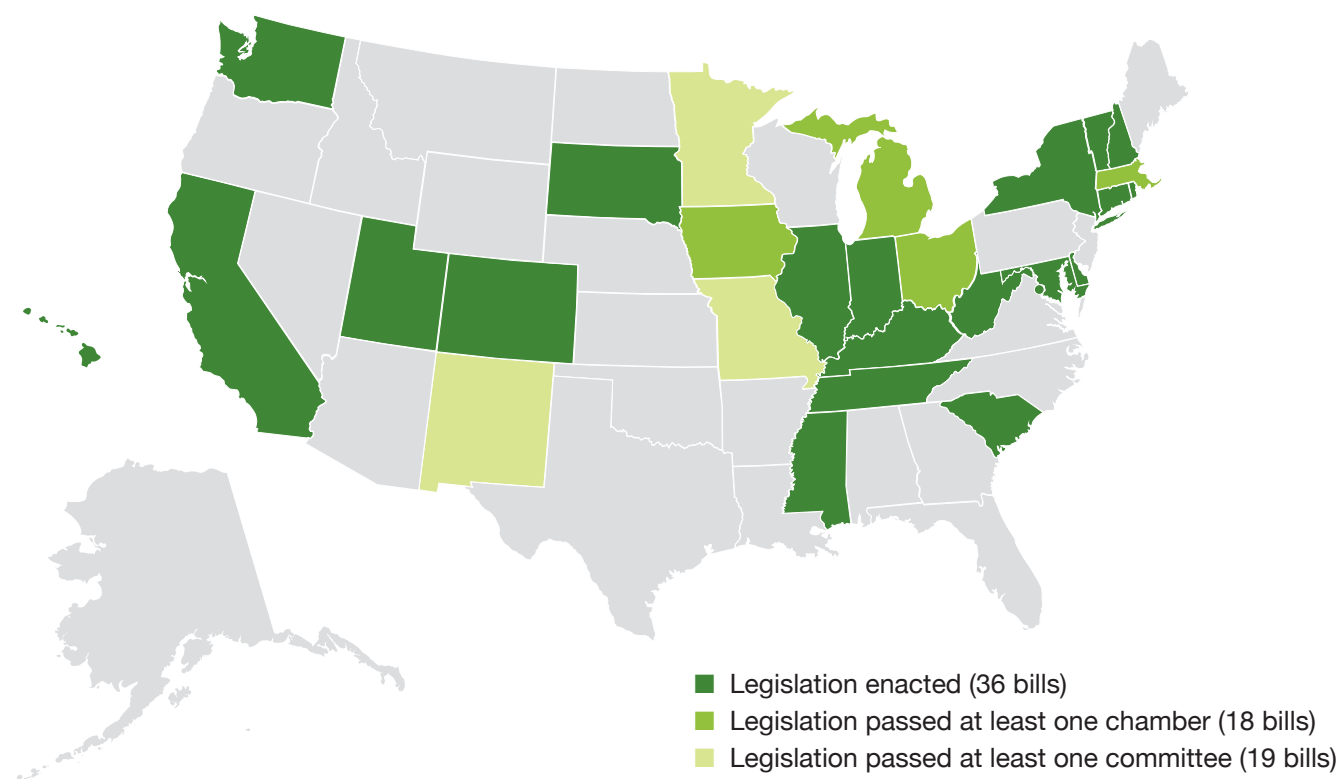 Legislation enacted (36 bills)
Legislation passed at least one chamber (18 bills)
Legislation passed at least one committee (19 bills)